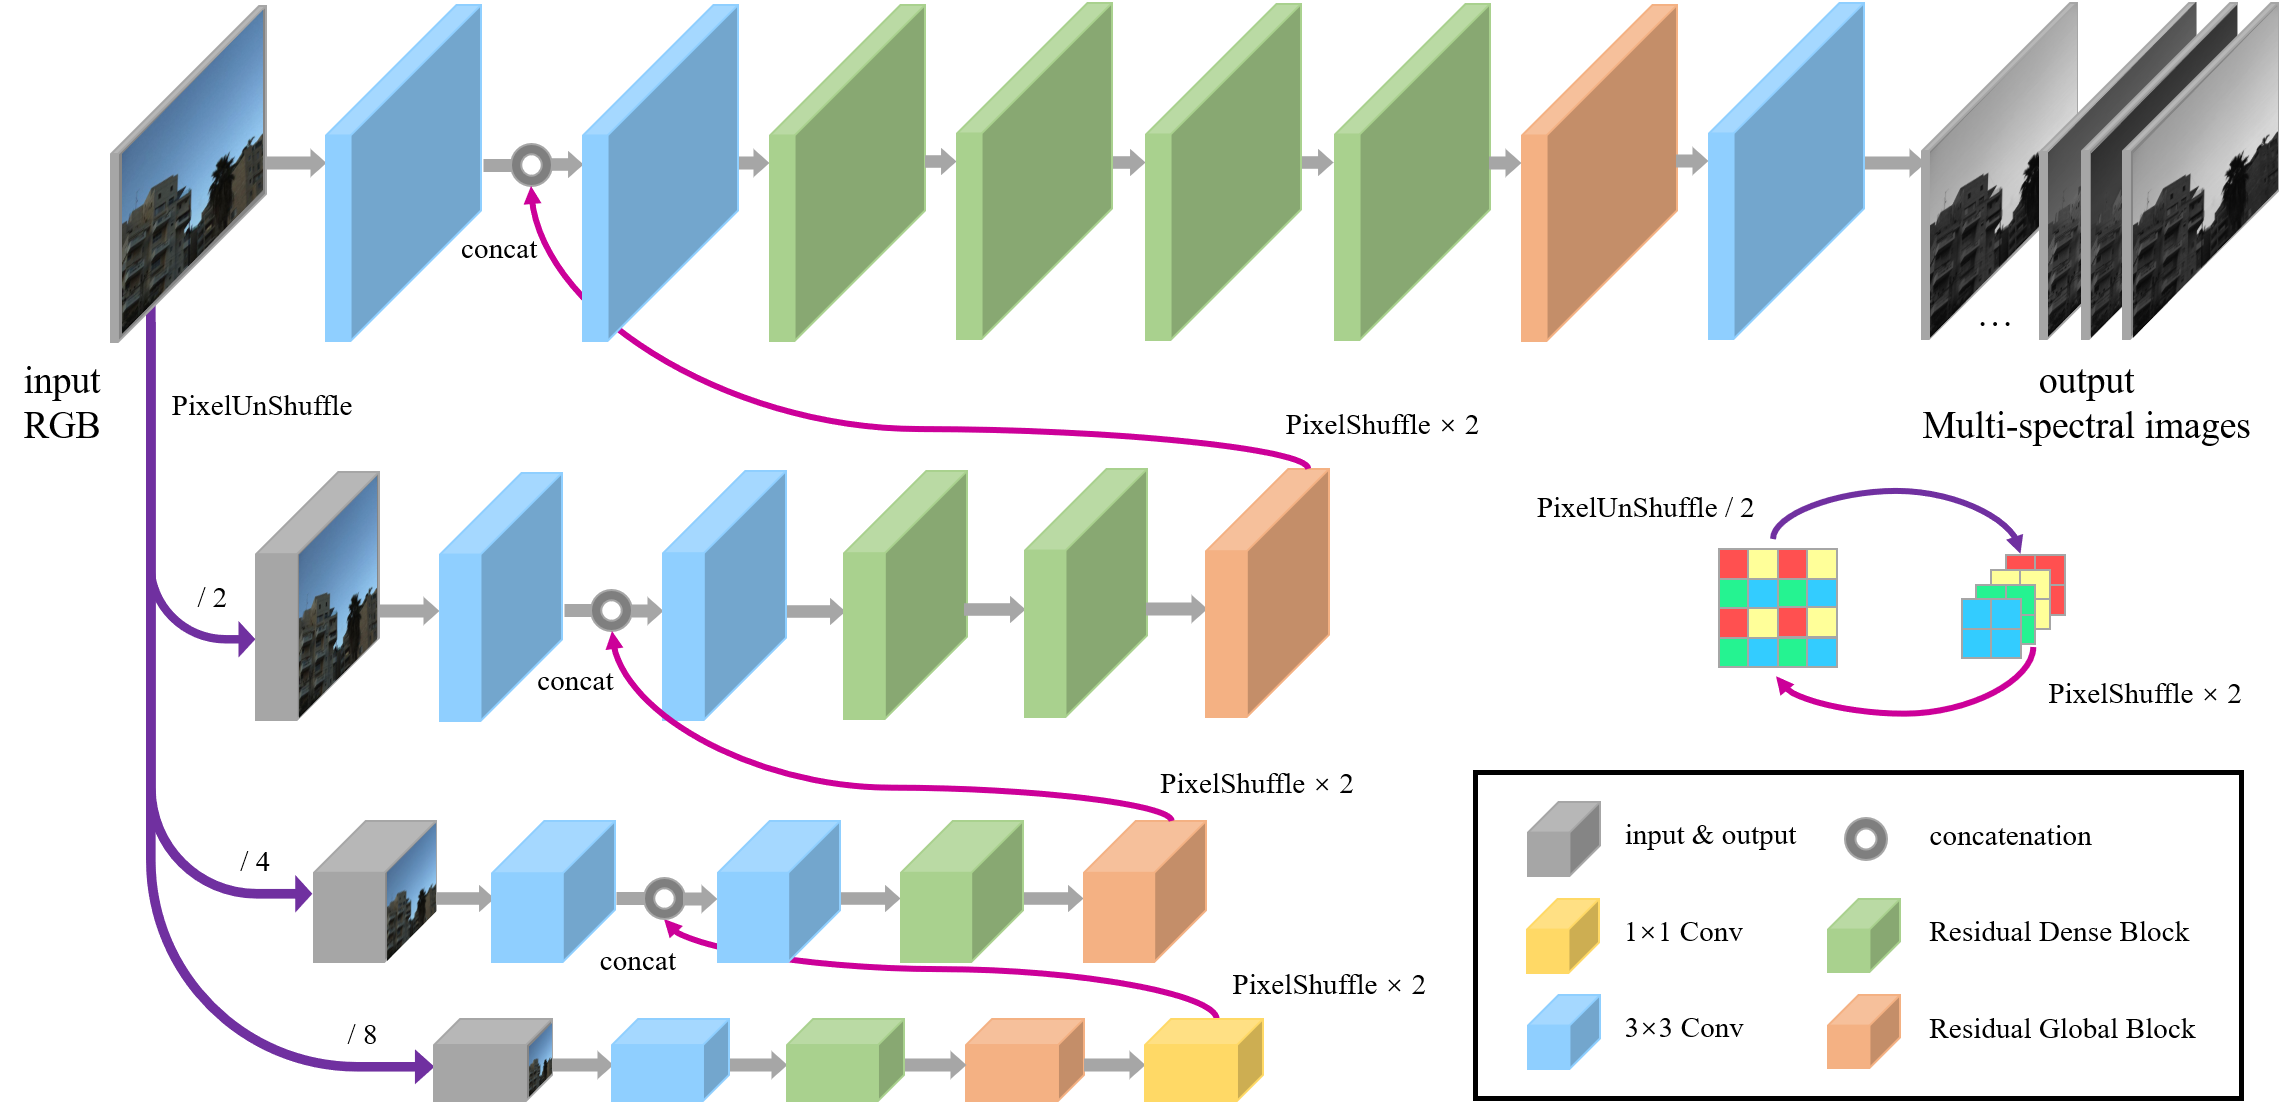 concat
input
RGB
PixelUnShuffle
PixelShuffle × 2
...
output
Multi-spectral images
/ 2
concat
PixelUnShuffle / 2
PixelShuffle × 2
PixelShuffle × 2
/ 4
concat
PixelShuffle × 2
/ 8
input & output
concatenation
1×1 Conv
Residual Dense Block
3×3 Conv
Residual Global Block